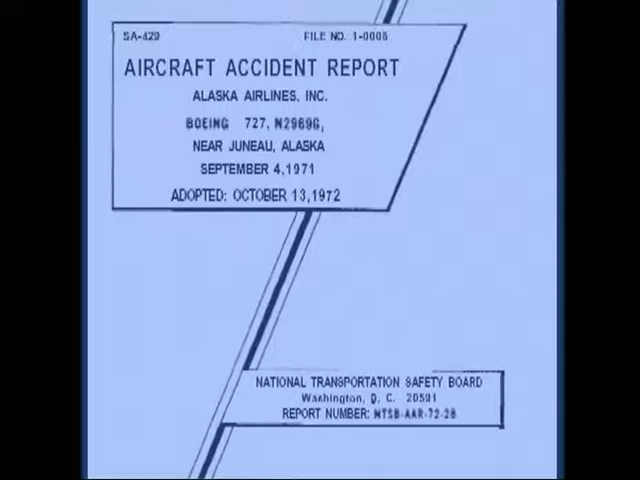 SA-429 FILE NO. 1-0005
AIRCRAFT ACCIDENT REPORT
ALASKA AIRLINES, INC.
BOEING 727, N2969G,
NEAR JUNEAU, ALASKA
SEPTEMBER 4, 1971
ADOPTED: OCTOBER 13, 1972
NATIONAL TRANSPORTATION SAFETY BOARD
Washington, D. C. 20591
REPORT NUMBER: NTSB-AAR-72-28